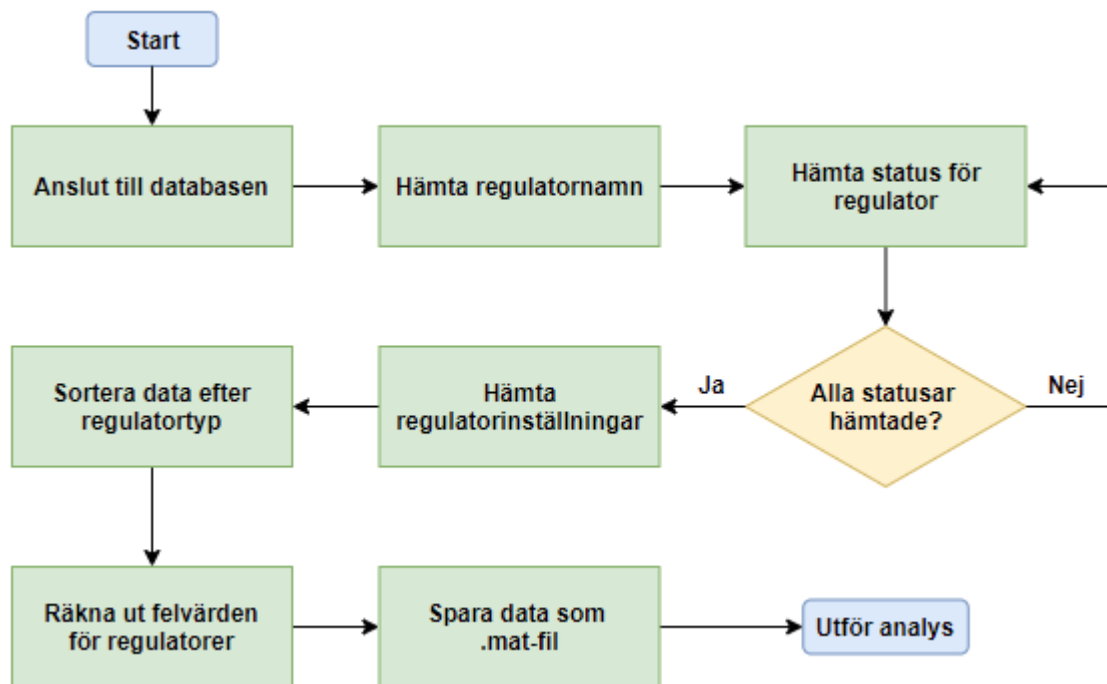 Start
Anslut till databasen
Hämta regulatornamn
Hämta status för
regulator
Alla statusar
hämtade?
Nej
Ja
Hämta
regulatorinställningar
Sortera data efter
regulatortyp
Räkna ut felvärden
för regulatorer
Spara data som
.mat-fil
Utför analys